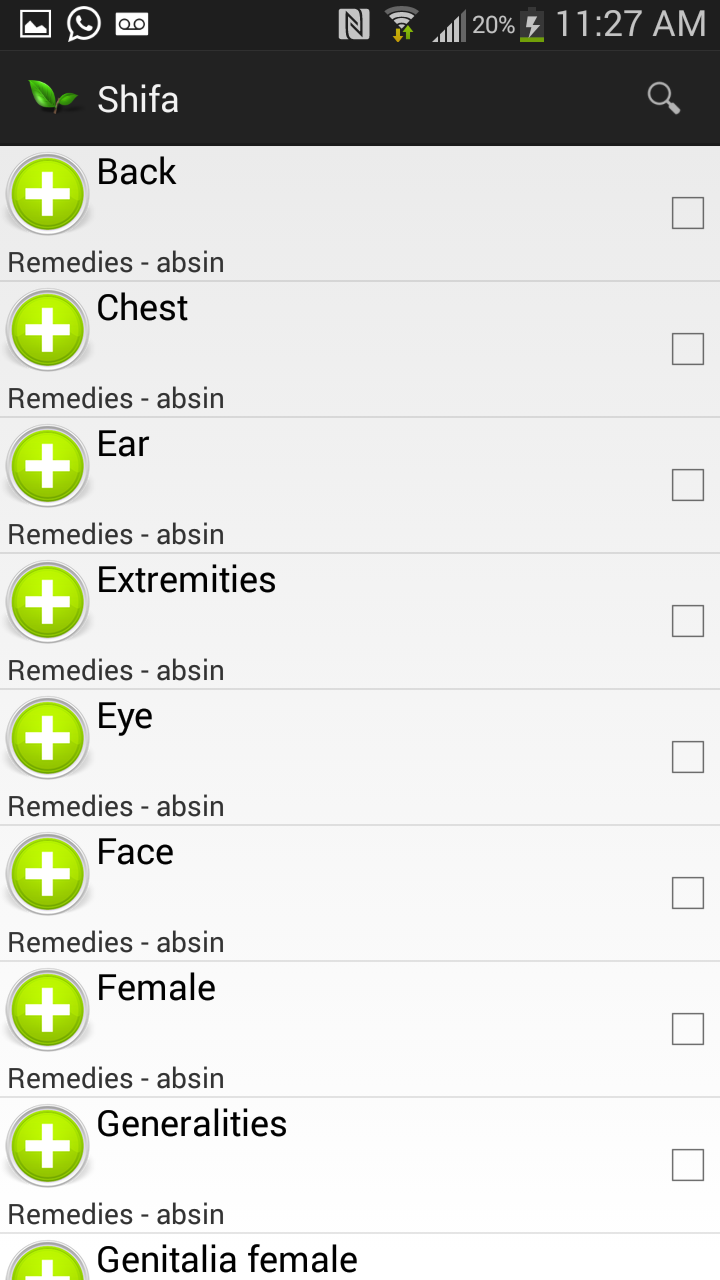 20% 11:27 AM
Shifa
Back
Remedies - absin
Chest
Remedies - absin
Ear
Remedies - absin
Extremities
Remedies - absin
Eye
Remedies - absin
Face
Remedies - absin
Female
Remedies - absin
Generalities
Remedies - absin
Genitalia female